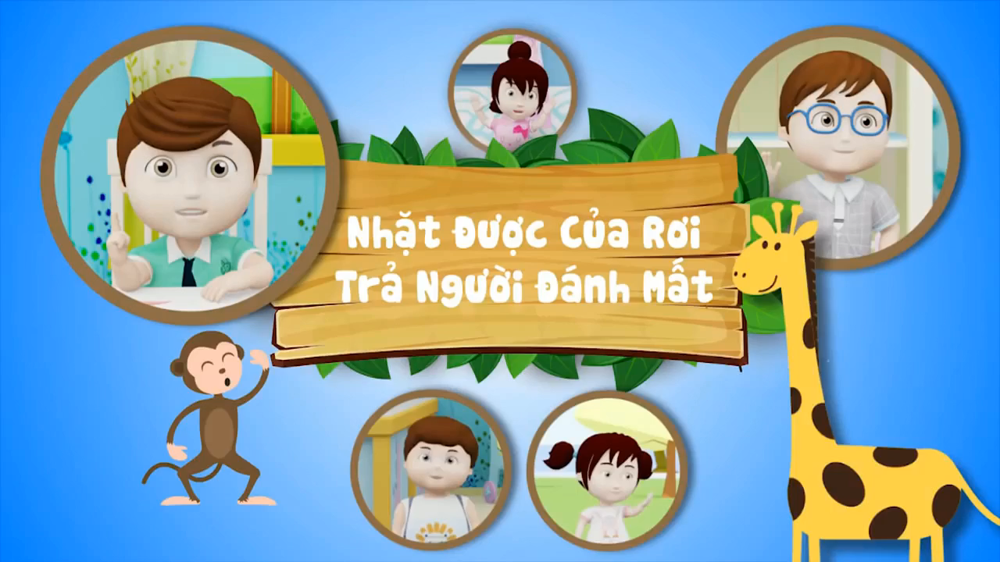 Nhặt Được Của Rơi
Trả Người Đánh Mất